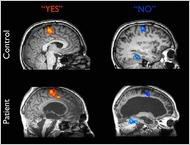 “YES” “NO”
Control
Patient